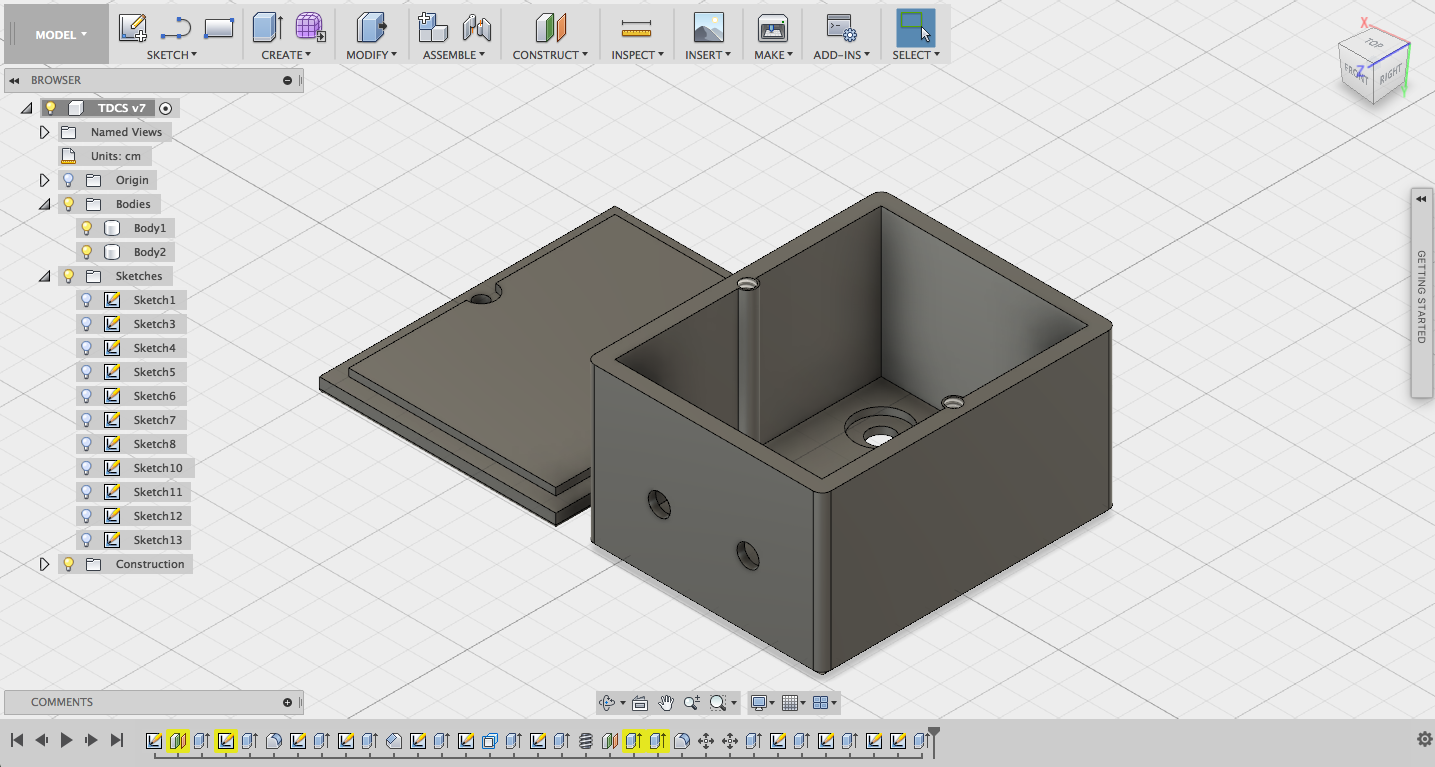 MODEL
SKETCH
CREATE
MODIFY
ASSEMBLE
CONSTRUCT
INSPECT
INSERT
MAKE
ADD-INS
SELECT
BROWSER
TDCS v7
Named Views
Units: cm
Origin
Bodies
Body1
Body2
Sketches
Sketch1
Sketch3
Sketch4
Sketch5
Sketch6
Sketch7
Sketch8
Sketch10
Sketch11
Sketch12
Sketch13
Construction
X
TOP
FRONT
Z
RIGHT
Y
GETTING STARTED
COMMENTS